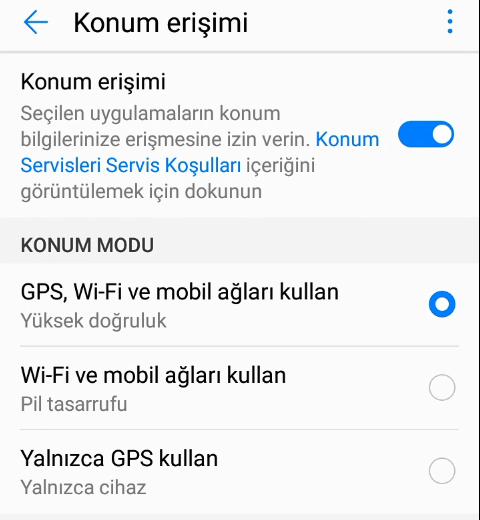 Konum erişimi
Konum erişimi
Seçilen uygulamaların konum
bilgilerinize erişmesine izin verin. Konum
Servisleri Servis Koşulları içeriğini
görüntülemek için dokunun
KONUM MODU
GPS, Wi-Fi ve mobil ağları kullan
Yüksek doğruluk
Wi-Fi ve mobil ağları kullan
Pil tasarrufu
Yalnızca GPS kullan
Yalnızca cihaz